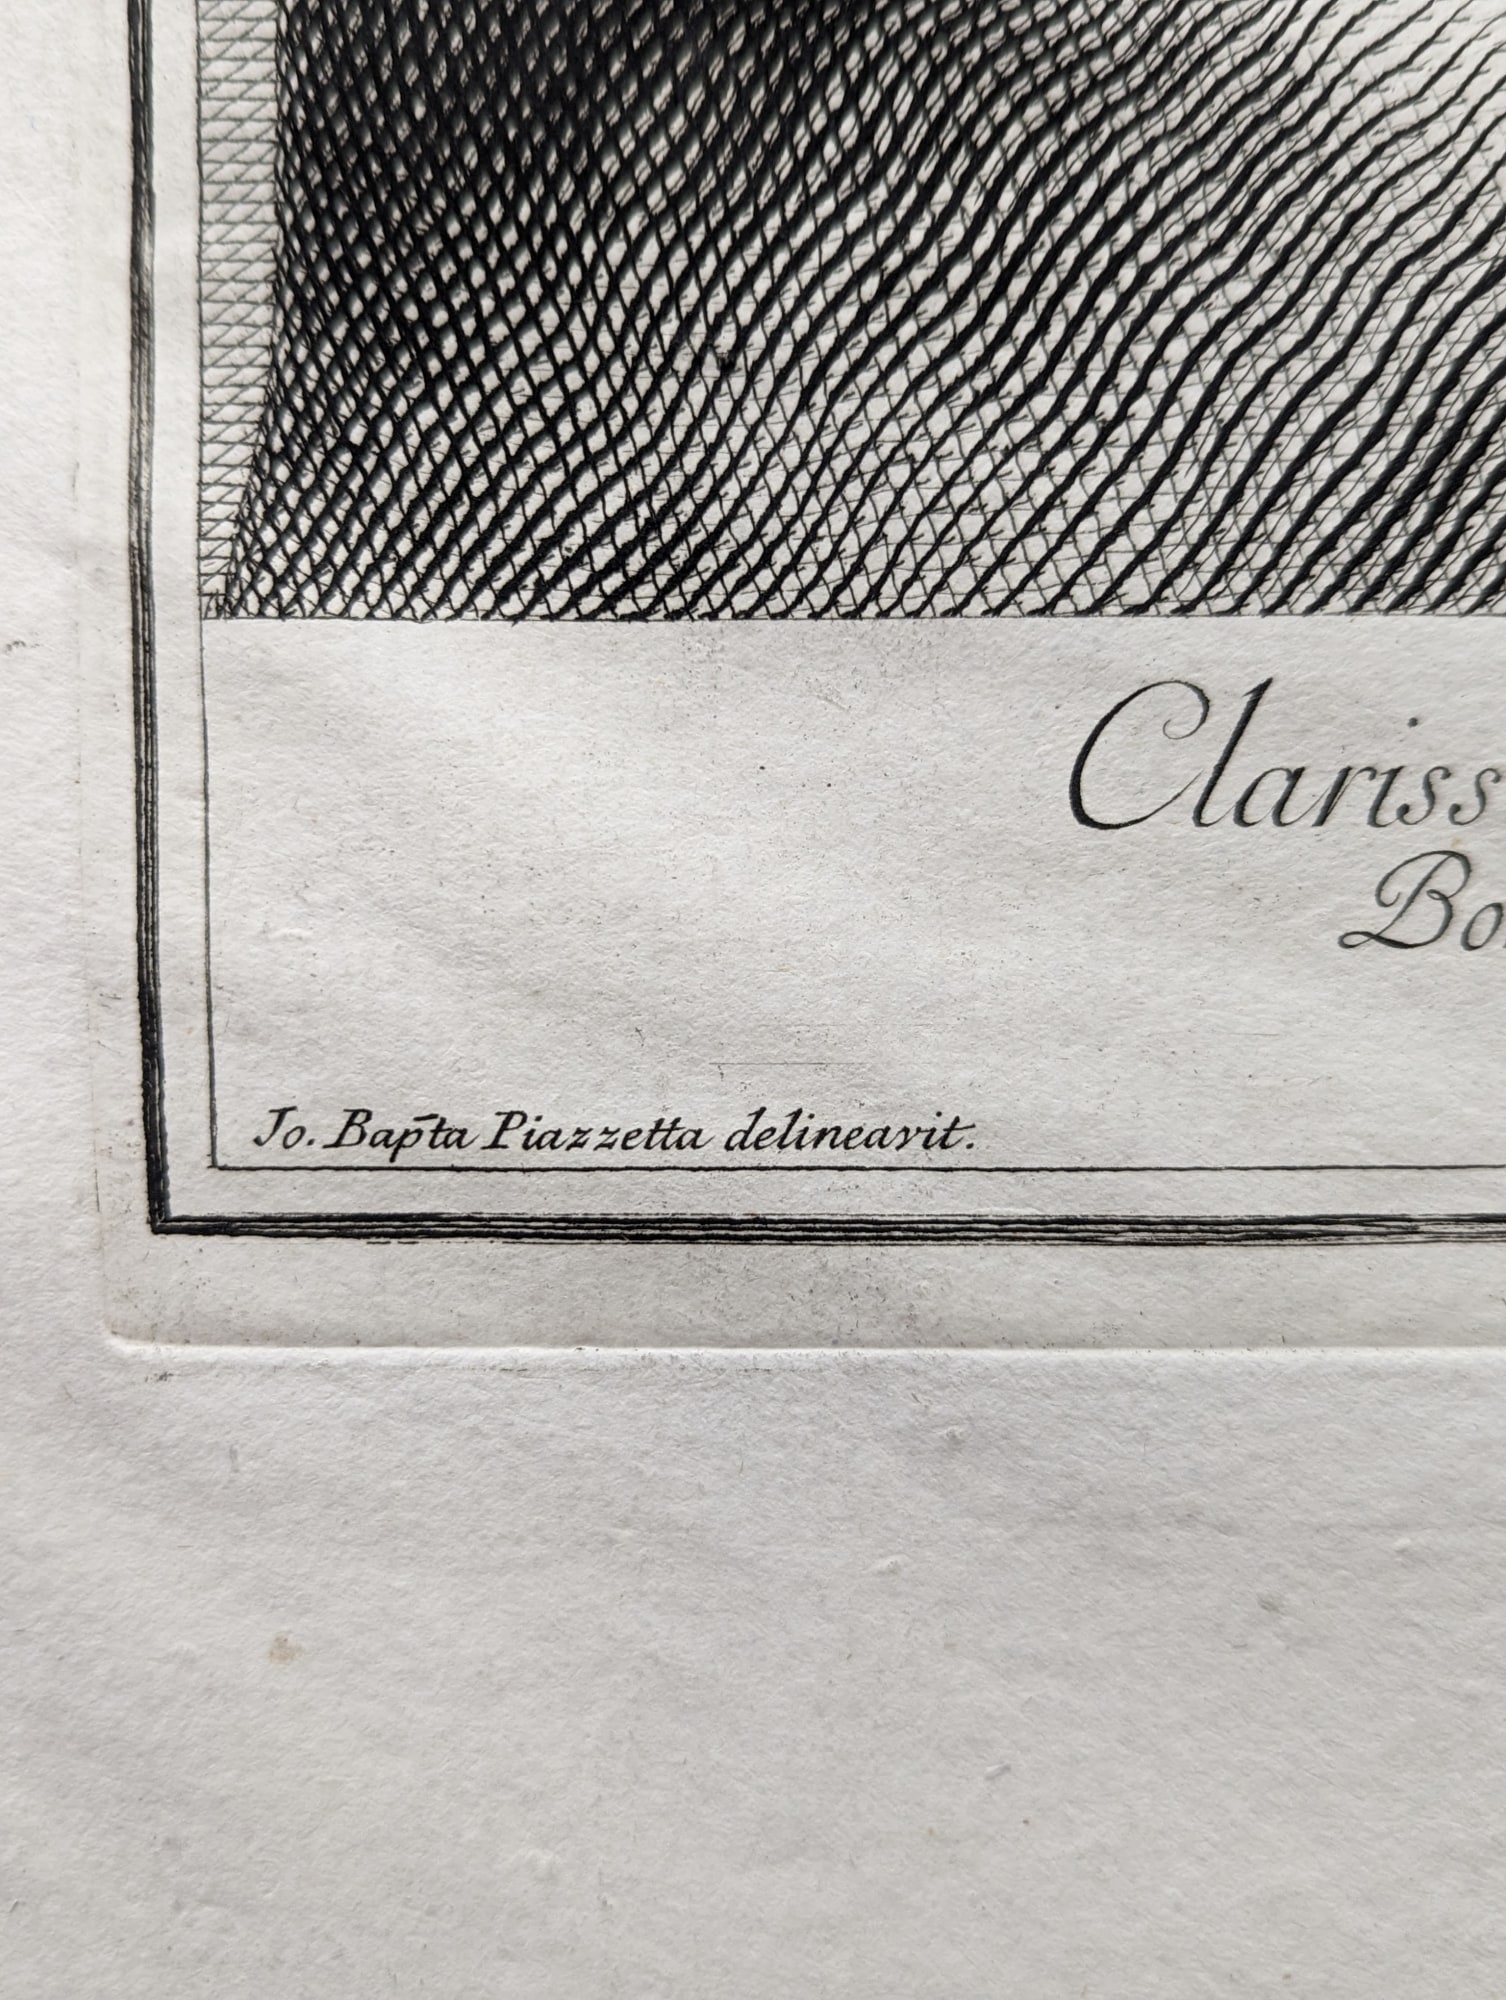 Clariss
Bo
Jo. Bap̄ta Piazzetta delineavit.